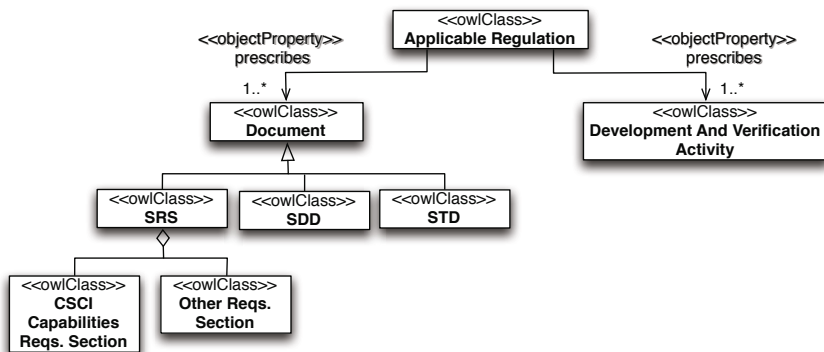 <<owlClass>>
Applicable Regulation
<<objectProperty>>
prescribes
<<objectProperty>>
prescribes
1..*
1..*
<<owlClass>>
Document
<<owlClass>>
Development And Verification
Activity
<<owlClass>>
SRS
<<owlClass>>
SDD
<<owlClass>>
STD
<<owlClass>>
CSCI
Capabilities
Reqs. Section
<<owlClass>>
Other Reqs.
Section